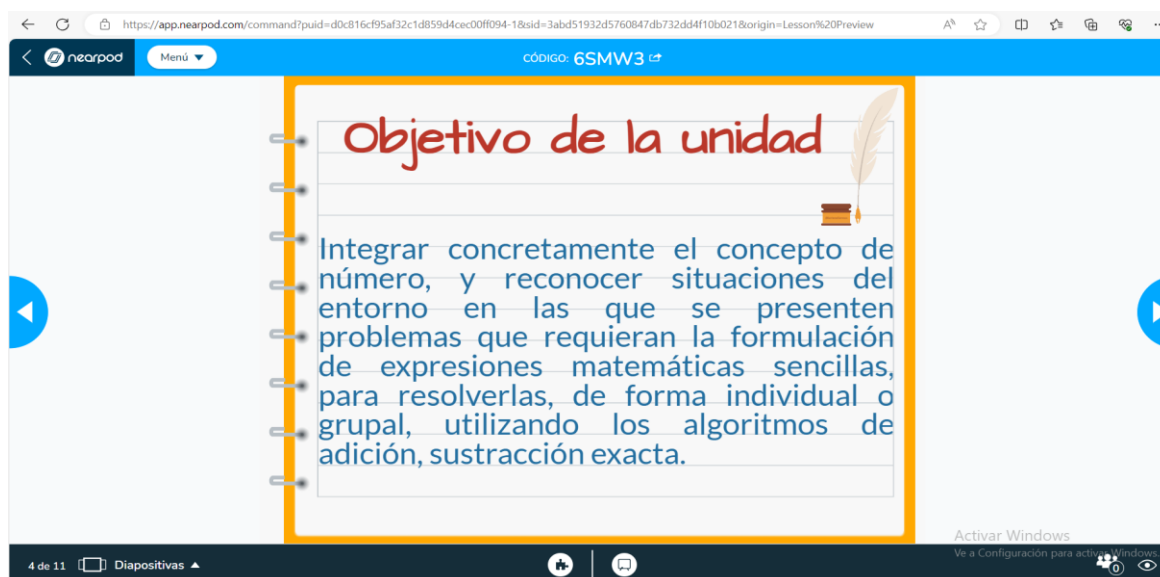 https://app.nearpod.com/command?puid=d0c816cf95af32c1d859d4cec00ff094-1&sid=3abd51932d5760847db732dd4f10b021&origin=Lesson%20Preview
nearpod
Menú
CÓDIGO: 6SMW3
Objetivo de la unidad
Integrar concretamente el concepto de
número, y reconocer situaciones del
entorno en las que se presenten
problemas que requieran la formulación
de expresiones matemáticas sencillas,
para resolverlas, de forma individual o
grupal, utilizando los algoritmos de
adición, sustracción exacta.
Activar Windows
Ve a Configuración para activar Windows.
4 de 11 Diapositivas
0